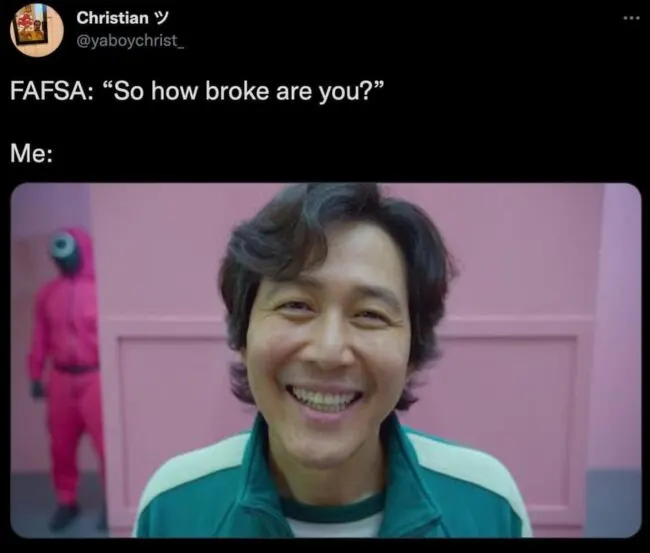 Christian ツ
@yaboychrist_
FAFSA: “So how broke are you?”
Me: